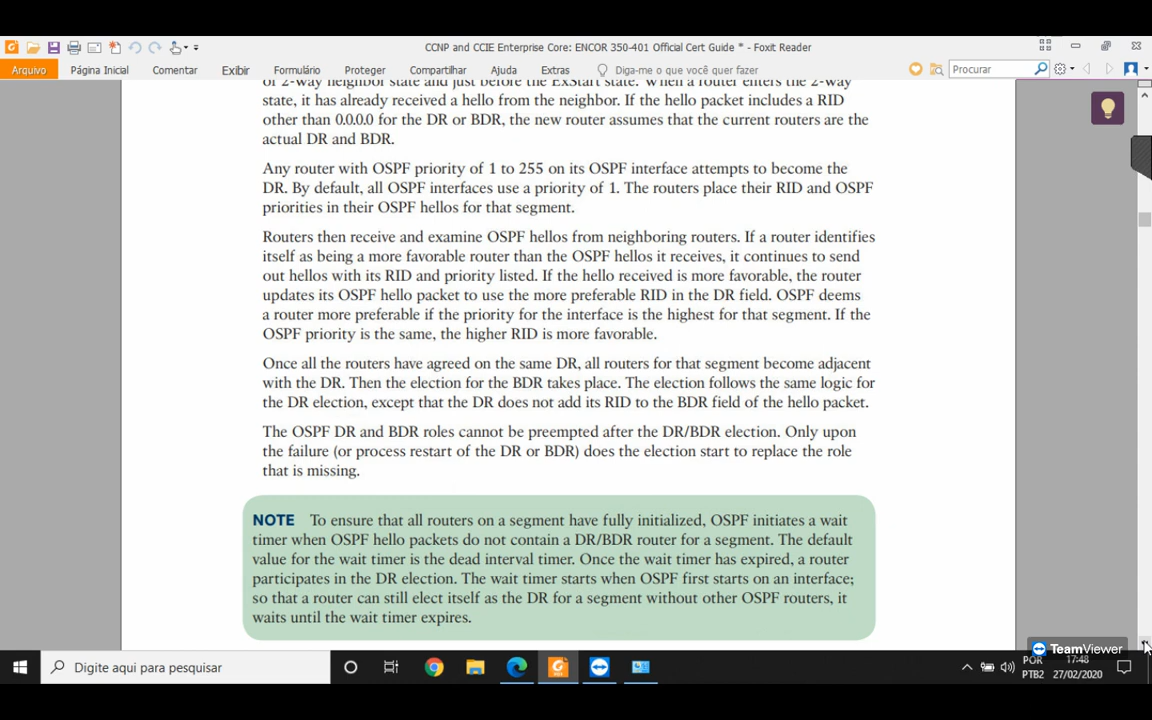 CCNP and CCIE Enterprise Core: ENCOR 350-401 Official Cert Guide * - Foxit Reader
Arquivo Página Inicial Comentar Exibir Formulário Proteger Compartilhar Ajuda Extras Diga-me o que você quer fazer Procurar
of 2-way neighbor state and just before the ExStart state. When a router enters the 2-way
state, it has already received a hello from the neighbor. If the hello packet includes a RID
other than 0.0.0.0 for the DR or BDR, the new router assumes that the current routers are the
actual DR and BDR.
Any router with OSPF priority of 1 to 255 on its OSPF interface attempts to become the
DR. By default, all OSPF interfaces use a priority of 1. The routers place their RID and OSPF
priorities in their OSPF hellos for that segment.
Routers then receive and examine OSPF hellos from neighboring routers. If a router identifies
itself as being a more favorable router than the OSPF hellos it receives, it continues to send
out hellos with its RID and priority listed. If the hello received is more favorable, the router
updates its OSPF hello packet to use the more preferable RID in the DR field. OSPF deems
a router more preferable if the priority for the interface is the highest for that segment. If the
OSPF priority is the same, the higher RID is more favorable.
Once all the routers have agreed on the same DR, all routers for that segment become adjacent
with the DR. Then the election for the BDR takes place. The election follows the same logic for
the DR election, except that the DR does not add its RID to the BDR field of the hello packet.
The OSPF DR and BDR roles cannot be preempted after the DR/BDR election. Only upon
the failure (or process restart of the DR or BDR) does the election start to replace the role
that is missing.
NOTE To ensure that all routers on a segment have fully initialized, OSPF initiates a wait
timer when OSPF hello packets do not contain a DR/BDR router for a segment. The default
value for the wait timer is the dead interval timer. Once the wait timer has expired, a router
participates in the DR election. The wait timer starts when OSPF first starts on an interface;
so that a router can still elect itself as the DR for a segment without other OSPF routers, it
waits until the wait timer expires.
TeamViewer
Digite aqui para pesquisar
POR 17:48
PTB2 27/02/2020